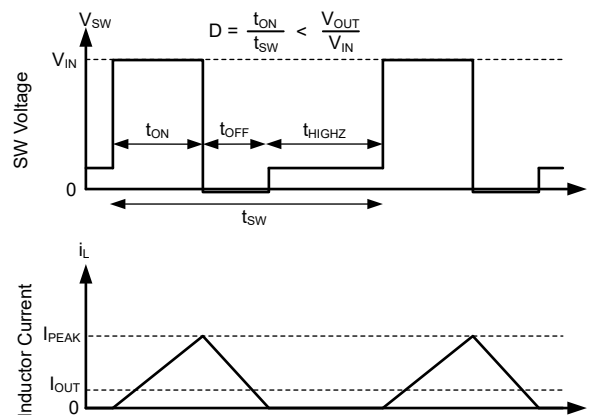 V_SW
D = t_ON / t_SW < V_OUT / V_IN
V_IN
SW Voltage
t_ON
t_OFF
t_HIGHZ
0
t_SW
i_L
Inductor Current
I_PEAK
I_OUT
0